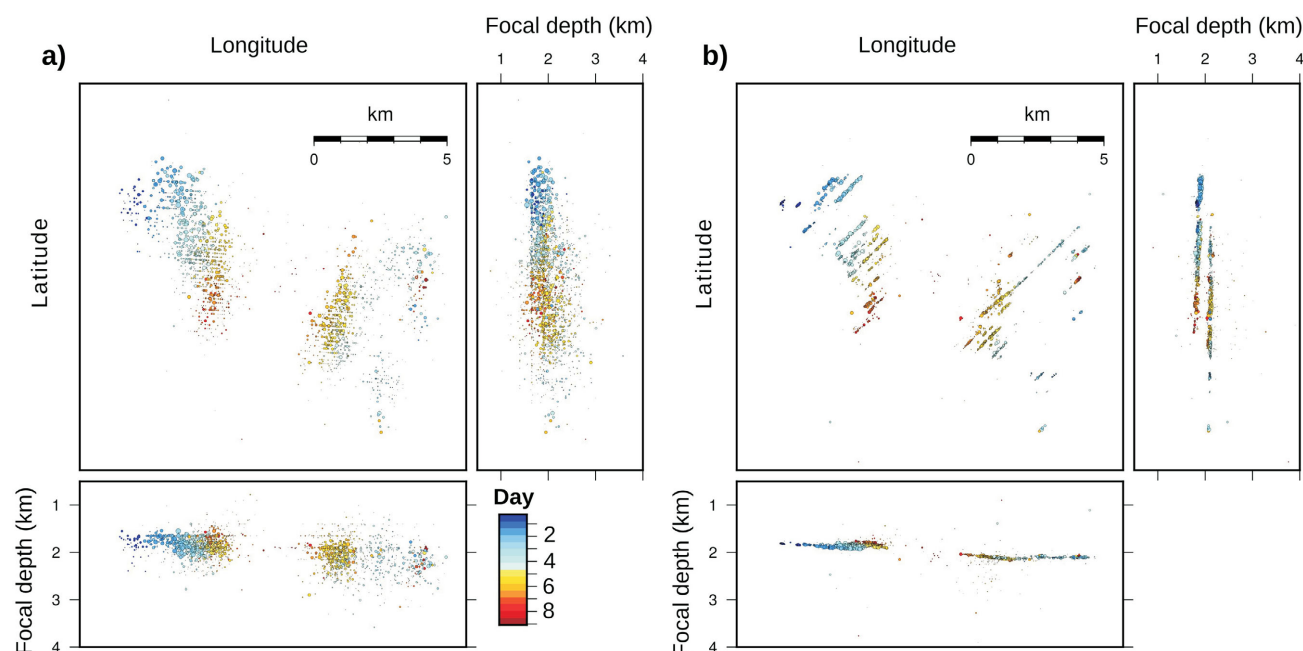 a)
Longitude
Focal depth (km)
1 2 3 4
km
0 5
Latitude
Focal depth (km)
1
2
3
4
Day
2
4
6
8
b)
Longitude
Focal depth (km)
1 2 3 4
km
0 5
Latitude
Focal depth (km)
1
2
3
4